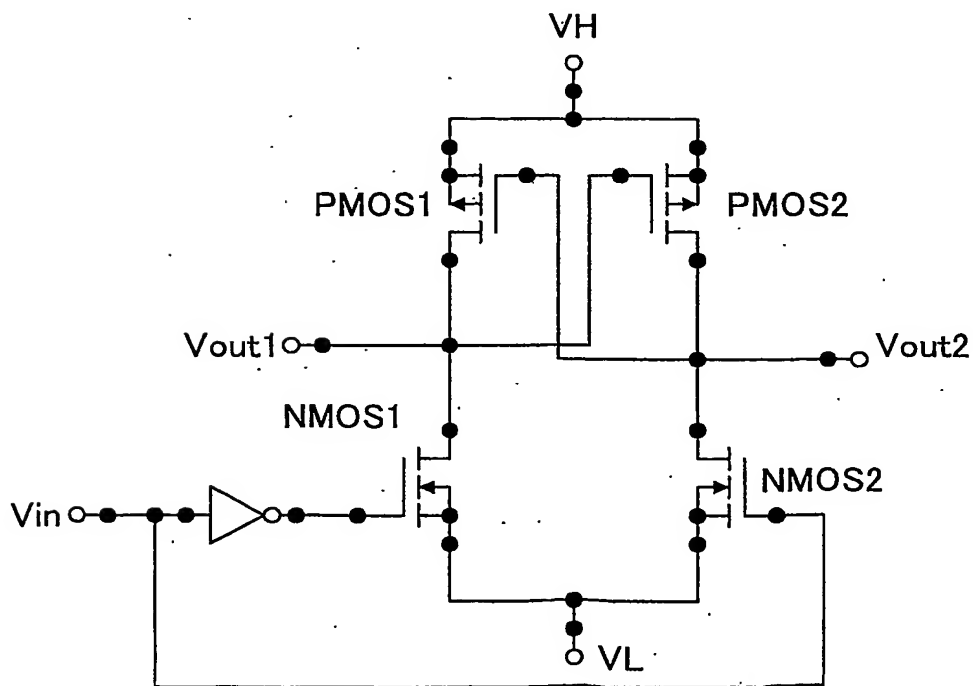 VH
PMOS1
PMOS2
Vout1
Vout2
NMOS1
NMOS2
Vin
VL